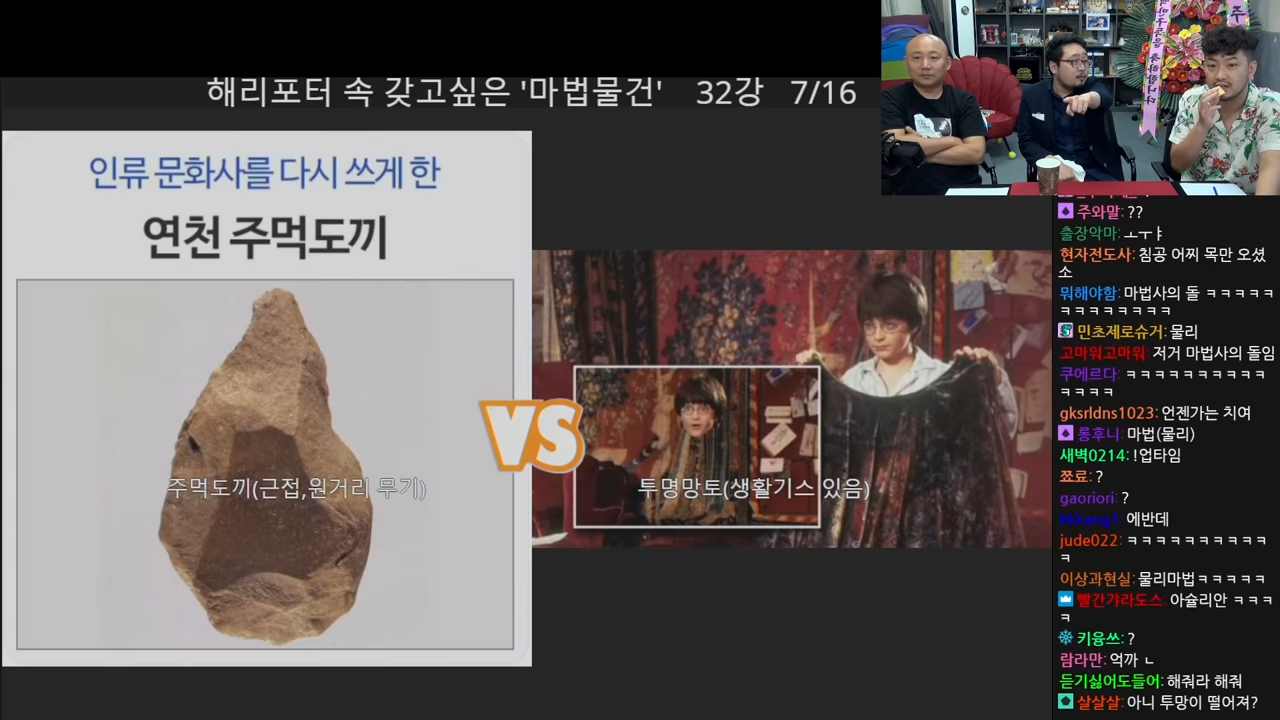 해리포터 속 갖고싶은 '마법물건' 32강 7/16
인류 문화사를 다시 쓰게 한
연천 주먹도끼
주먹도끼(근접,원거리 무기)
VS
투명망토(생활기스 있음)
주와말: ??
출장악마: ㅗㅜㅑ
현자전도사: 침공 어찌 목만 오셨
소
뭐해야함: 마법사의 돌 ㅋㅋㅋㅋㅋ
ㅋㅋㅋㅋㅋㅋㅋㅋ
민초제로슈거: 물리
고마워고마워: 저거 마법사의 돌임
쿠에르다: ㅋㅋㅋㅋㅋㅋㅋㅋㅋㅋ
ㅋㅋㅋㅋ
gksrldns1023: 언젠가는 치여
롱후니: 마법(물리)
새벽0214: !업타임
쬬료: ?
gaoriori: ?
kkkang1: 에반데
jude022: ㅋㅋㅋㅋㅋㅋㅋㅋㅋㅋ
ㅋ
이상과현실: 물리마법ㅋㅋㅋㅋㅋ
빨간갸라도스: 아슐리안 ㅋㅋㅋ
ㅋ
키융쓰: ?
람라만: 억까 ㄴ
듣기싫어도들어: 해줘라 해줘
살살살: 아니 투망이 떨어져?